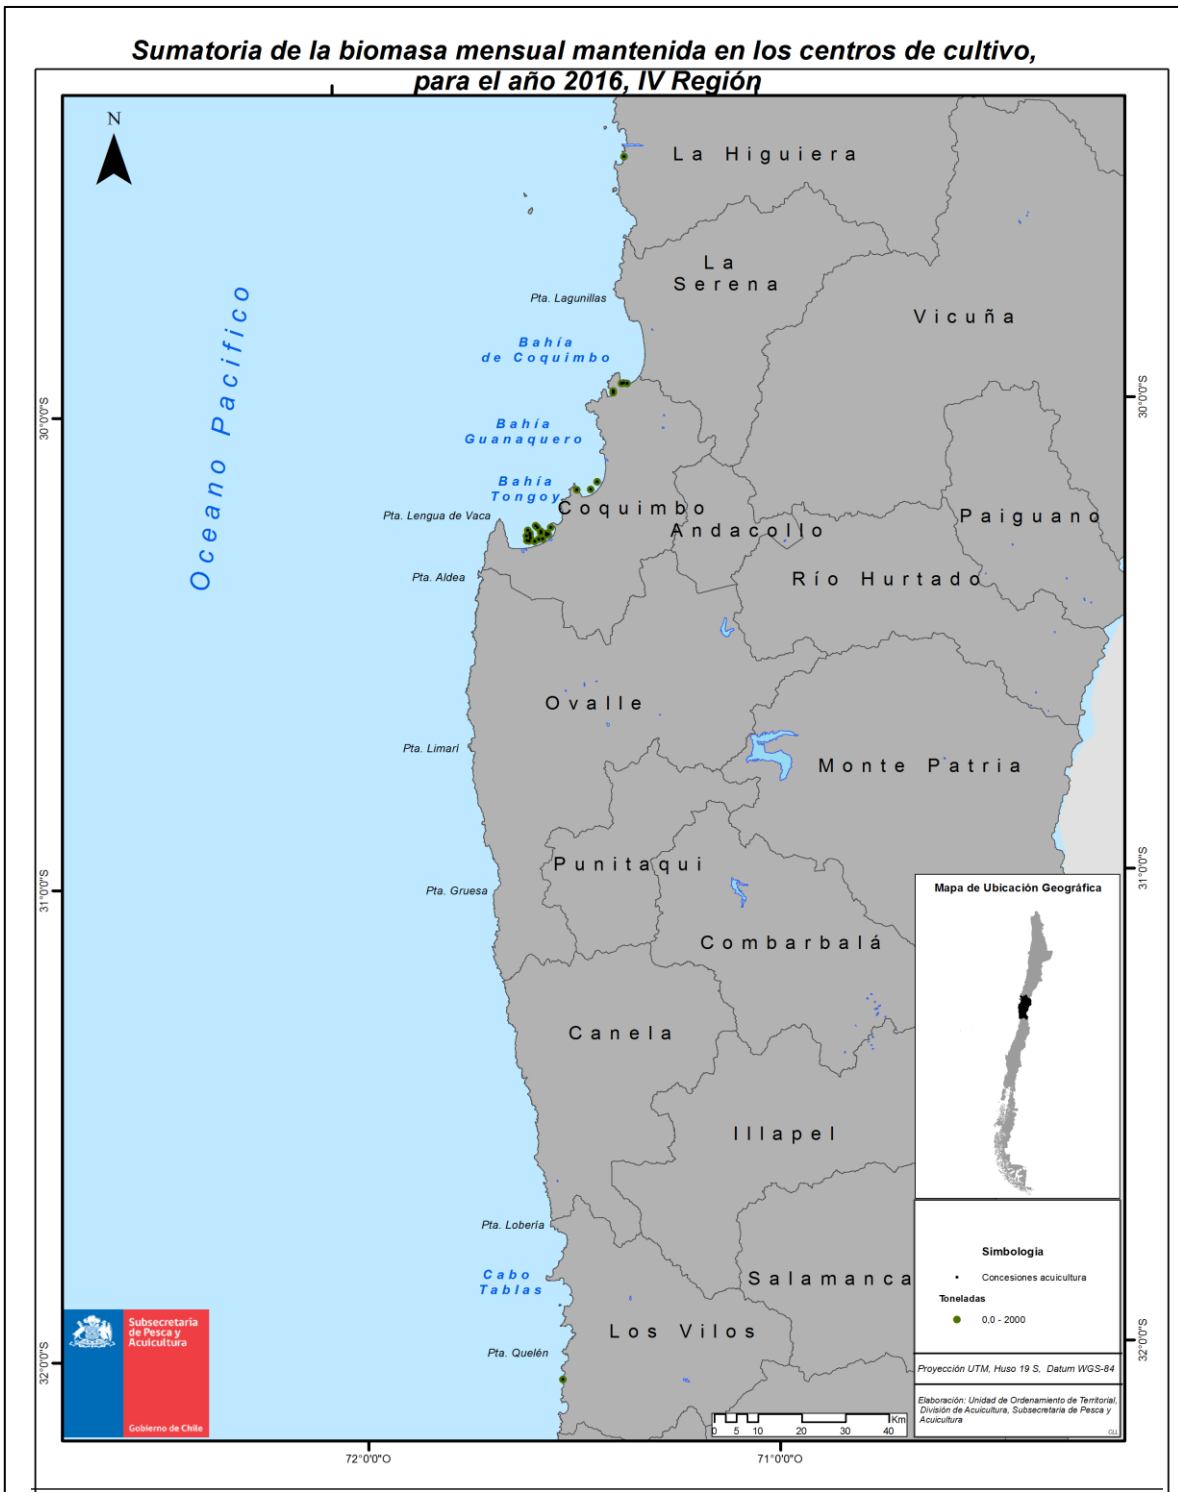 Sumatoria de la biomasa mensual mantenida en los centros de cultivo,
para el año 2016, IV Región
N
La Higuiera
La
Serena
Pta. Lagunillas
Vicuña
Bahía
de Coquimbo
Oceano Pacifico
30°0'0"S
30°0'0"S
Bahía
Guanaquero
Bahía
Tongoy
Coquimbo
Pta. Lengua de Vaca
Paiguano
Andacollo
Pta. Aldea
Río Hurtado
Ovalle
Pta. Limarí
Monte Patria
Punitaqui
31°0'0"S
31°0'0"S
Pta. Gruesa
Mapa de Ubicación Geográfica
Combarbalá
Canela
Illapel
Pta. Lobería
Cabo
Tablas
Salamanca
Simbologia
Concesiones acuicultura
Toneladas
0,0 - 2000
Los Vilos
Subsecretaría
de Pesca y
Acuicultura
Gobierno de Chile
Pta. Quelén
32°0'0"S
32°0'0"S
Proyección UTM, Huso 19 S, Datum WGS-84
Elaboración: Unidad de Ordenamiento de Territorial,
División de Acuicultura, Subsecretaria de Pesca y
Acuicultura
GLL
Km
0 5 10 20 30 40
72°0'0"O
71°0'0"O